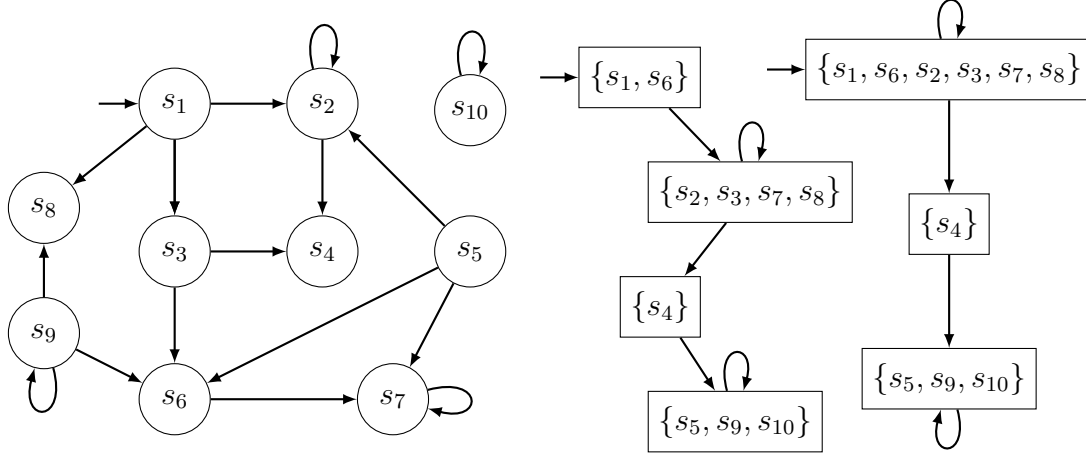 s₁
s₂
s₁₀
s₈
s₃
s₄
s₅
s₉
s₆
s₇
{s₁, s₆}
{s₂, s₃, s₇, s₈}
{s₄}
{s₅, s₉, s₁₀}
{s₁, s₆, s₂, s₃, s₇, s₈}
{s₄}
{s₅, s₉, s₁₀}